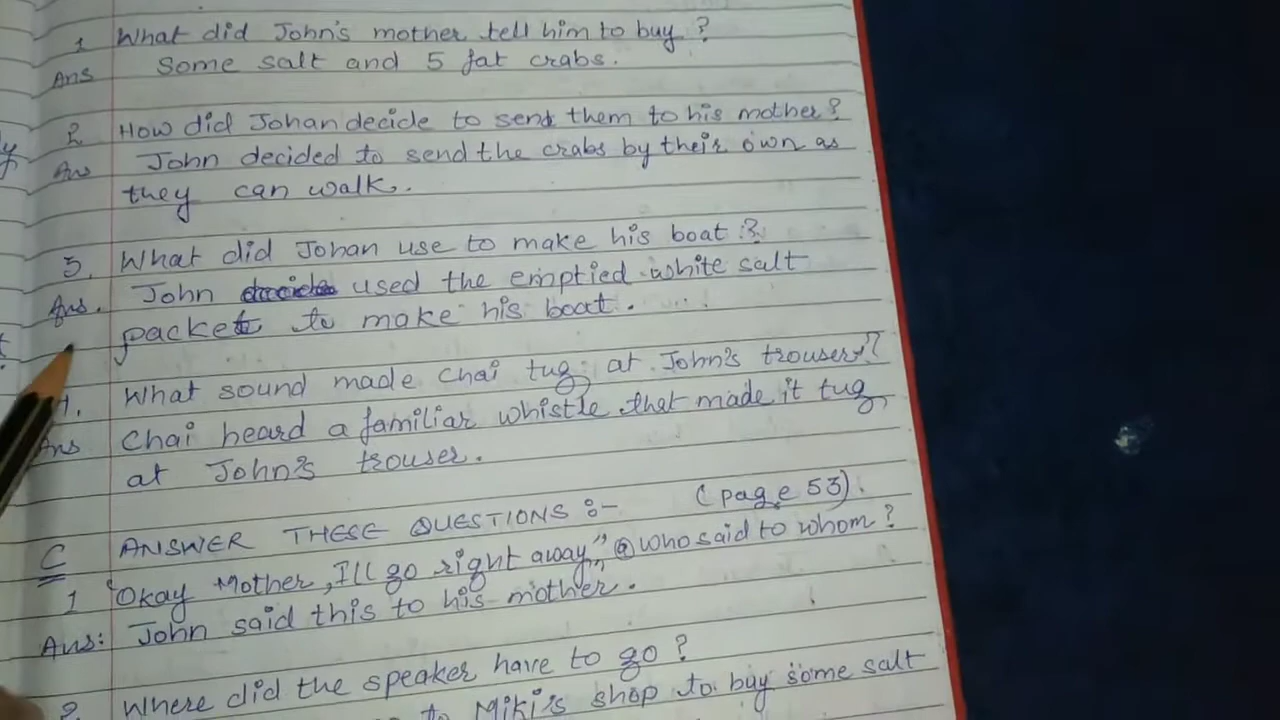 1 What did John's mother tell him to buy ?
Ans Some salt and 5 fat crabs.
2 How did Johan decide to send them to his mother?
Ans John decided to send the crabs by their own as
they can walk.
3. What did Johan use to make his boat ?
Ans. John used the emptied white salt
packet to make his boat.
4. What sound made Chai tug at John's trouser?
Ans Chai heard a familiar whistle that made it tug
at John's trouser.
(page 53).
C ANSWER THESE QUESTIONS :-
1 "Okay Mother, I'll go right away" @ who said to whom ?
Ans: John said this to his mother.
2. Where did the speaker have to go ?
to Miki's shop to buy some salt